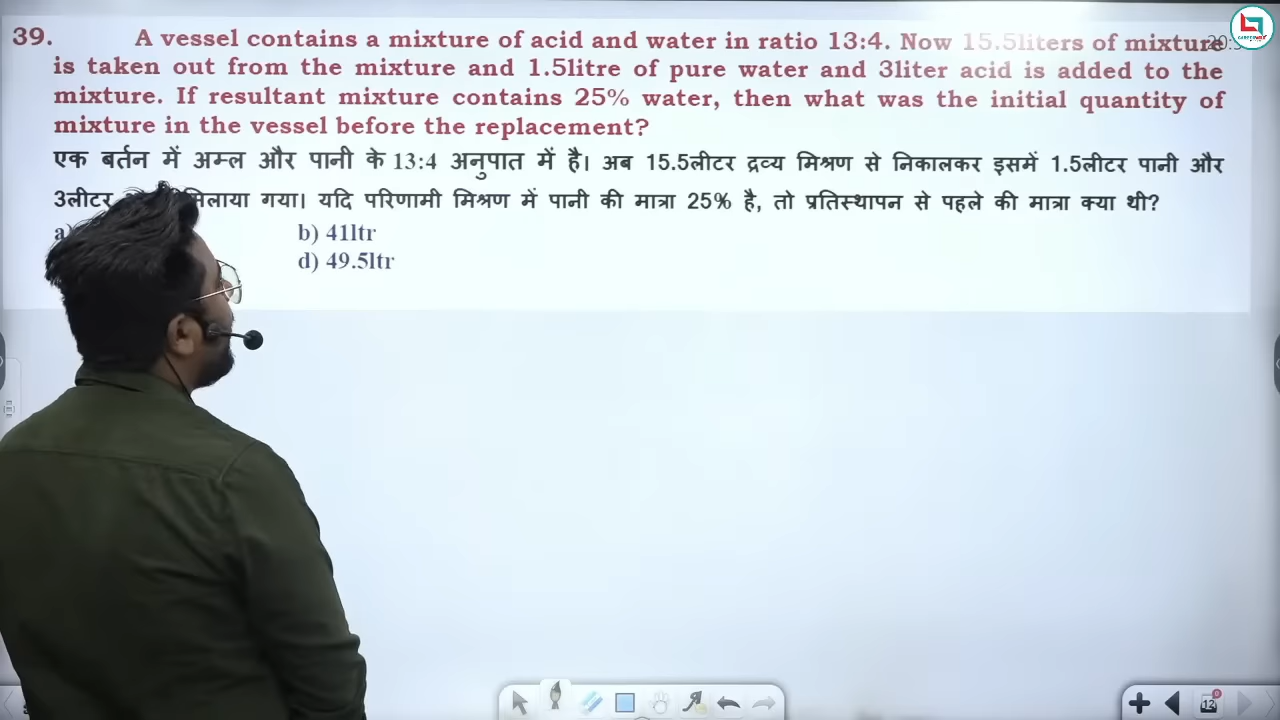 39. A vessel contains a mixture of acid and water in ratio 13:4. Now 15.5liters of mixture
is taken out from the mixture and 1.5litre of pure water and 3liter acid is added to the
mixture. If resultant mixture contains 25% water, then what was the initial quantity of
mixture in the vessel before the replacement?
एक बर्तन में अम्ल और पानी के 13:4 अनुपात में है। अब 15.5लीटर द्रव्य मिश्रण से निकालकर इसमें 1.5लीटर पानी और
3लीटर मिलाया गया। यदि परिणामी मिश्रण में पानी की मात्रा 25% है, तो प्रतिस्थापन से पहले की मात्रा क्या थी?
a) b) 41ltr
d) 49.5ltr
12